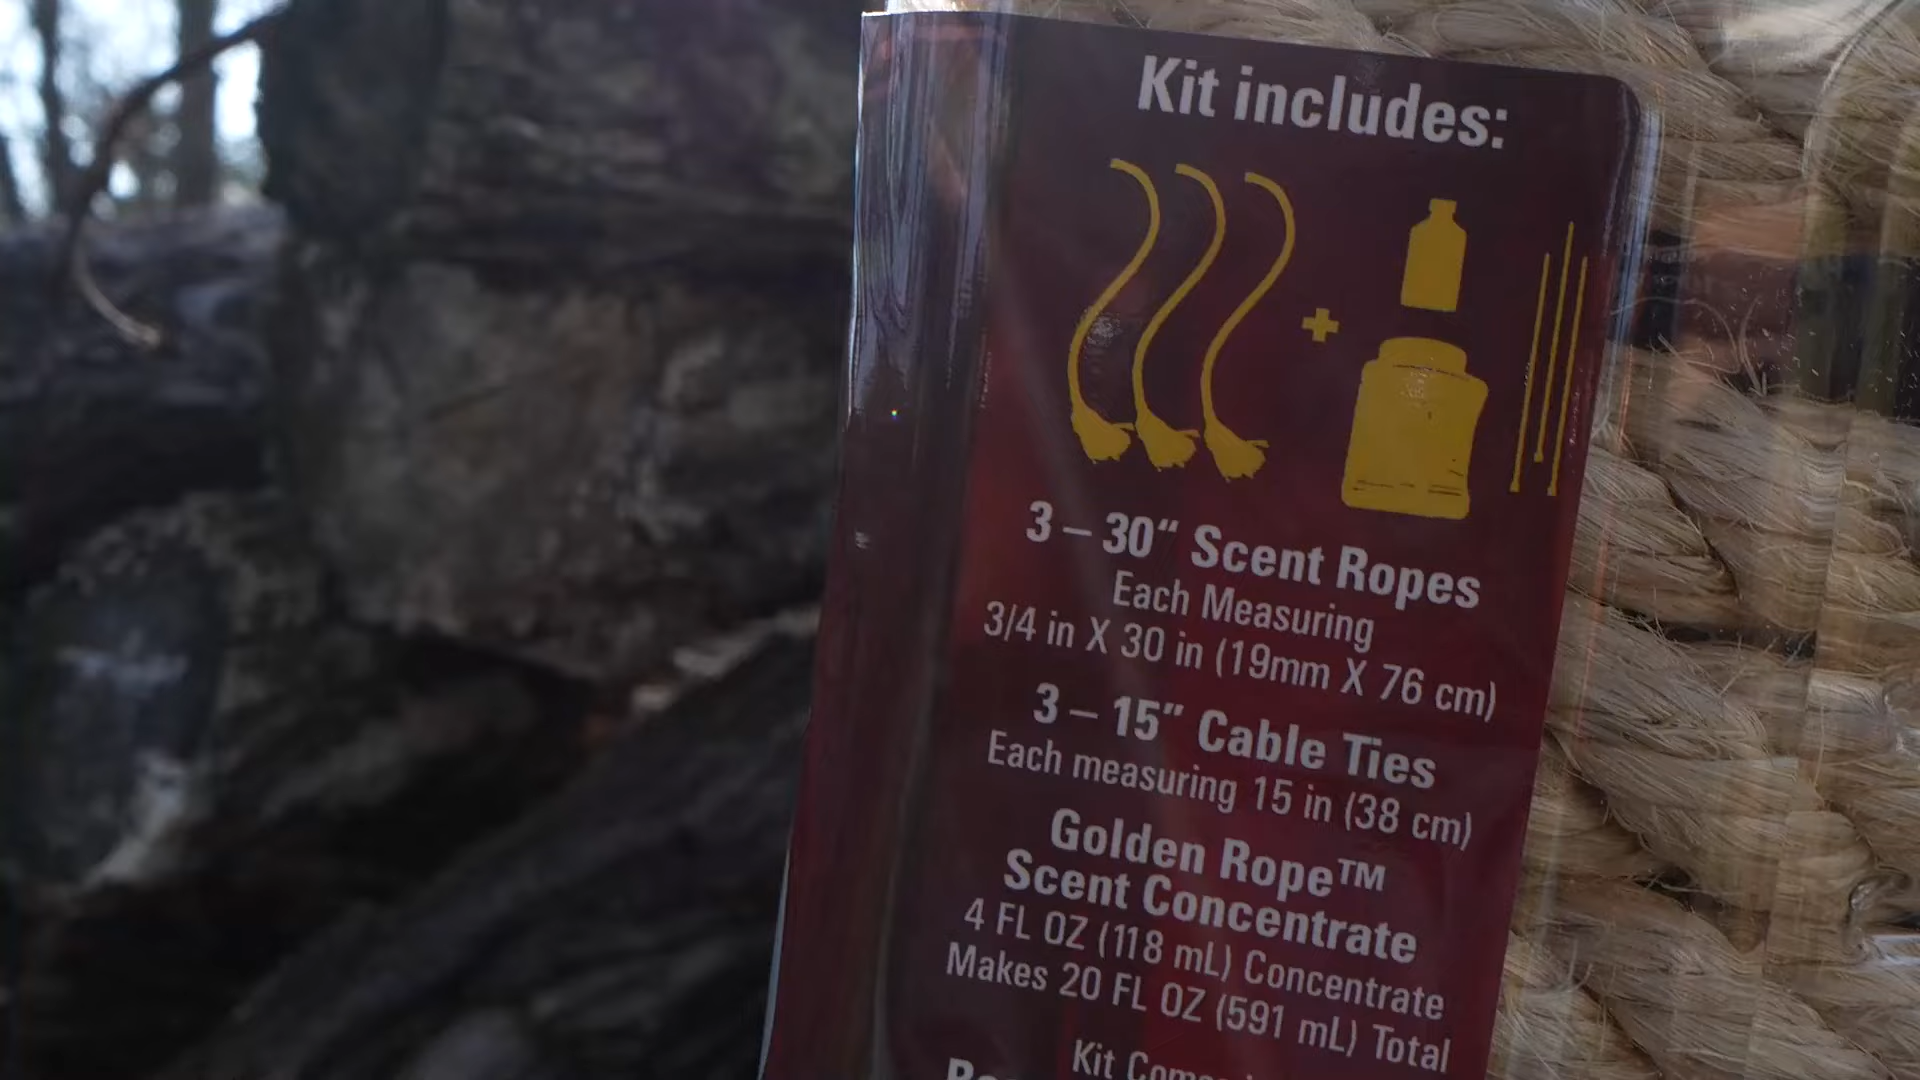 Kit includes:
3 – 30“ Scent Ropes
Each Measuring
3/4 in X 30 in (19mm X 76 cm)
3 – 15” Cable Ties
Each measuring 15 in (38 cm)
Golden Rope™
Scent Concentrate
4 FL OZ (118 mL) Concentrate
Makes 20 FL OZ (591 mL) Total
Kit